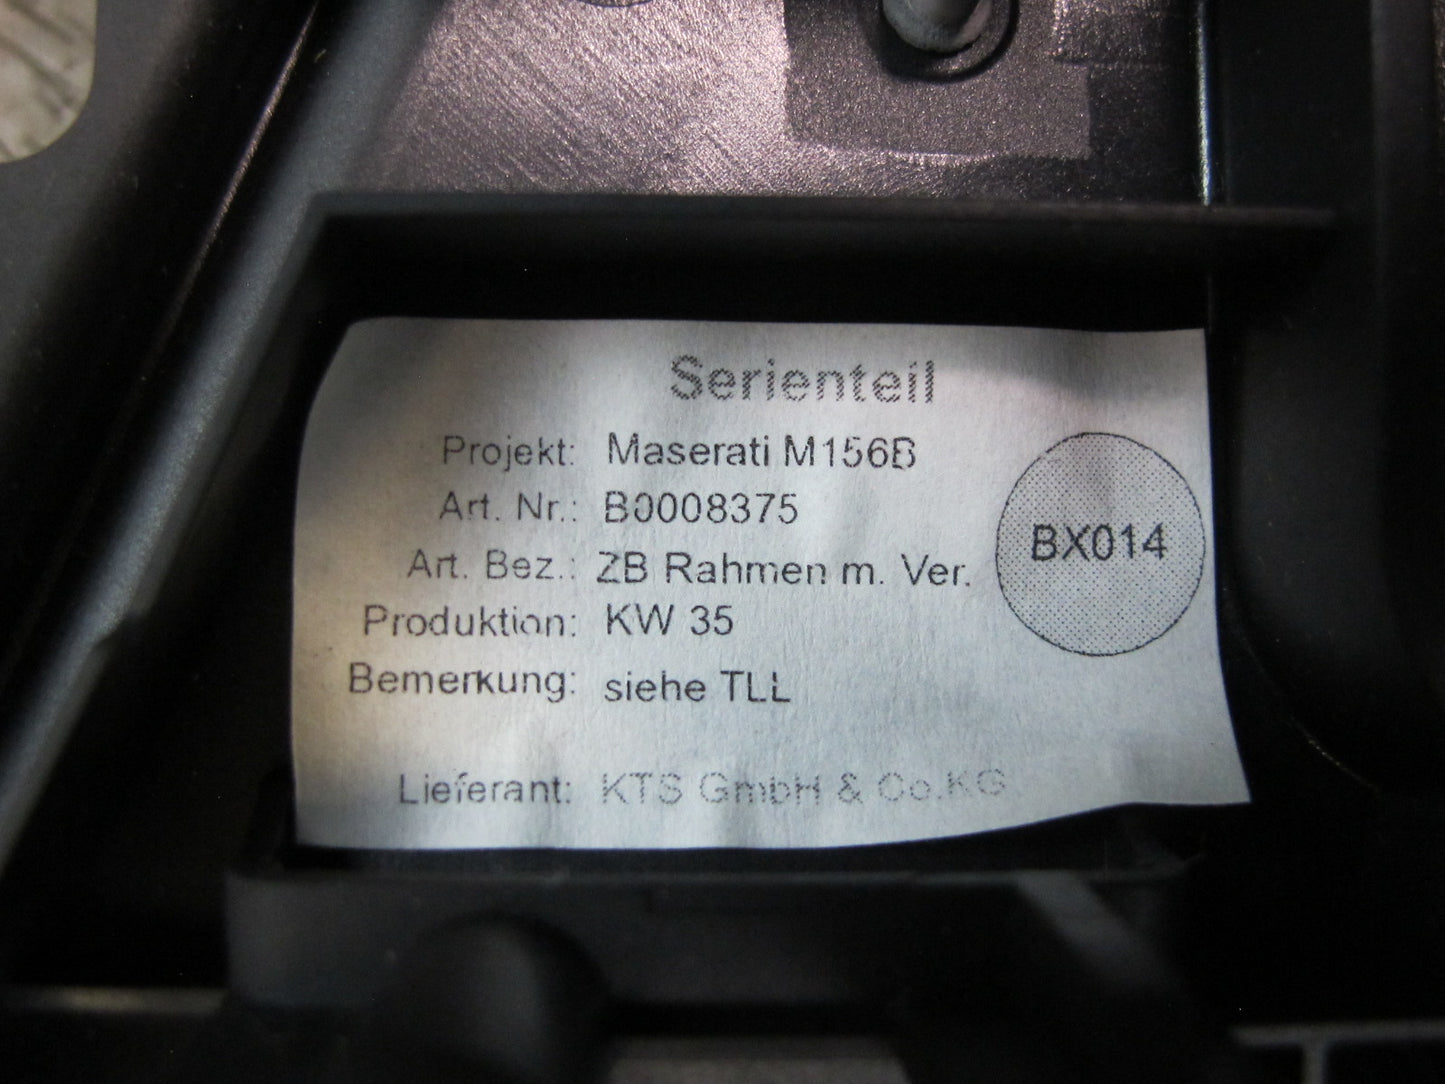 Serienteil
Projekt: Maserati M156B
Art. Nr.: B0008375
Art. Bez.: ZB Rahmen m. Ver.
BX014
Produktion: KW 35
Bemerkung: siehe TLL
Lieferant: KTS GmbH & Co.KG